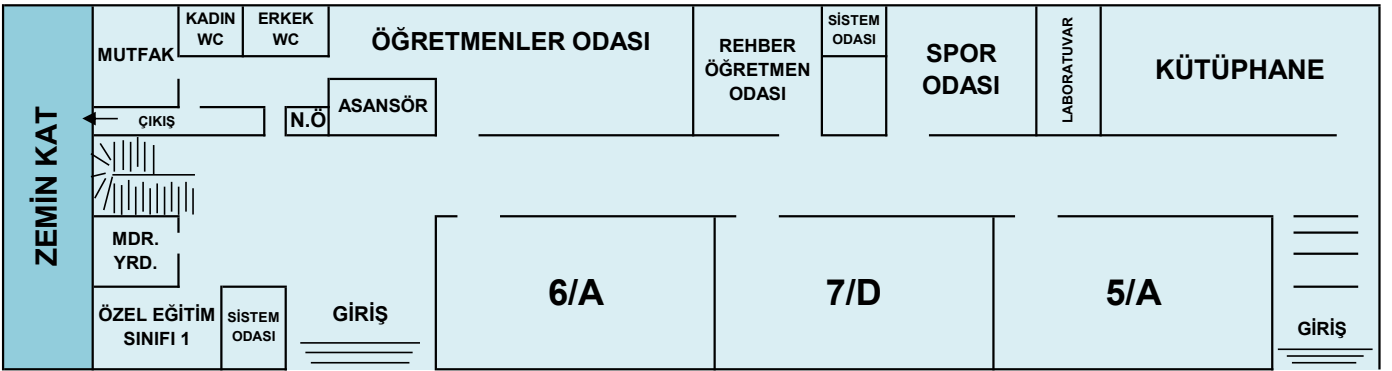 ZEMİN KAT
MUTFAK
KADIN
WC
ERKEK
WC
ÖĞRETMENLER ODASI
REHBER
ÖĞRETMEN
ODASI
SİSTEM
ODASI
SPOR
ODASI
LABORATUVAR
KÜTÜPHANE
ÇIKIŞ
N.Ö
ASANSÖR
MDR.
YRD.
ÖZEL EĞİTİM
SINIFI 1
SİSTEM
ODASI
GİRİŞ
6/A
7/D
5/A
GİRİŞ